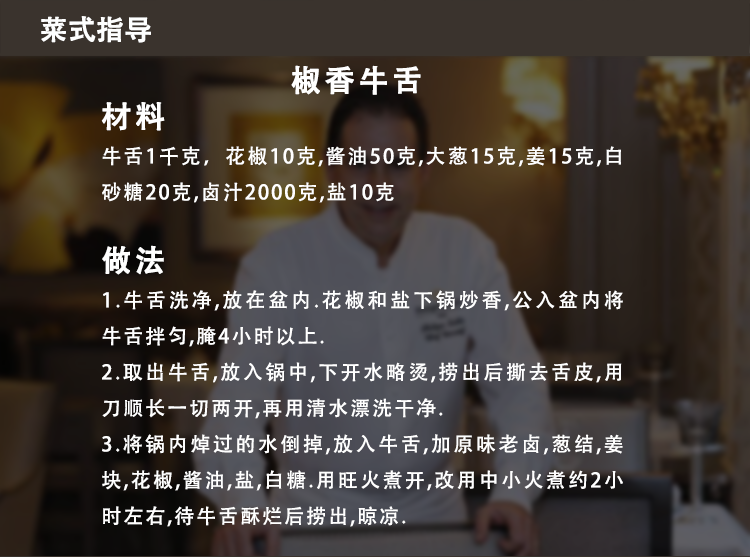 菜式指导
椒香牛舌
材料
牛舌1千克，花椒10克,酱油50克,大葱15克,姜15克,白
砂糖20克,卤汁2000克,盐10克
做法
1.牛舌洗净,放在盆内.花椒和盐下锅炒香,公入盆内将
牛舌拌匀,腌4小时以上.
2.取出牛舌,放入锅中,下开水略烫,捞出后撕去舌皮,用
刀顺长一切两开,再用清水漂洗干净.
3.将锅内焯过的水倒掉,放入牛舌,加原味老卤,葱结,姜
块,花椒,酱油,盐,白糖.用旺火煮开,改用中小火煮约2小
时左右,待牛舌酥烂后捞出,晾凉.